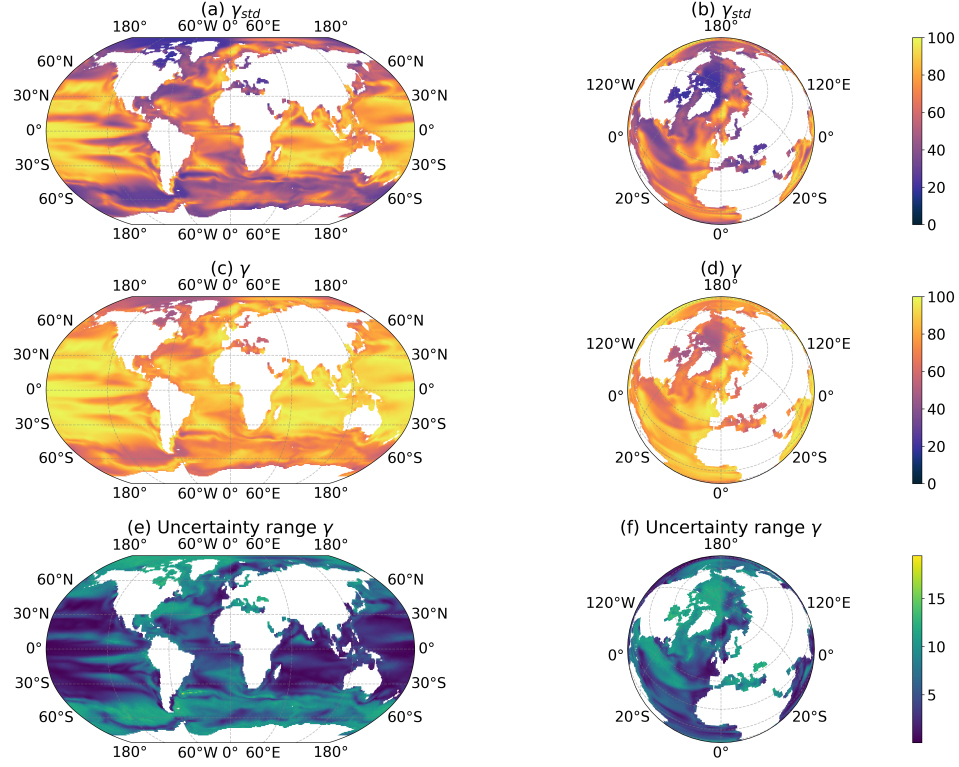 (a) γstd
(b) γstd
180° 60°W 0° 60°E 180°
180°
60°N 60°N
30°N 30°N
0° 0°
30°S 30°S
60°S 60°S
180° 60°W 0° 60°E 180°
120°W 120°E
0° 0°
20°S 20°S
0°
100
80
60
40
20
0
(c) γ
(d) γ
180° 60°W 0° 60°E 180°
180°
60°N 60°N
30°N 30°N
0° 0°
30°S 30°S
60°S 60°S
180° 60°W 0° 60°E 180°
120°W 120°E
0° 0°
20°S 20°S
0°
100
80
60
40
20
0
(e) Uncertainty range γ
(f) Uncertainty range γ
180° 60°W 0° 60°E 180°
180°
60°N 60°N
30°N 30°N
0° 0°
30°S 30°S
60°S 60°S
180° 60°W 0° 60°E 180°
120°W 120°E
0° 0°
20°S 20°S
0°
15
10
5